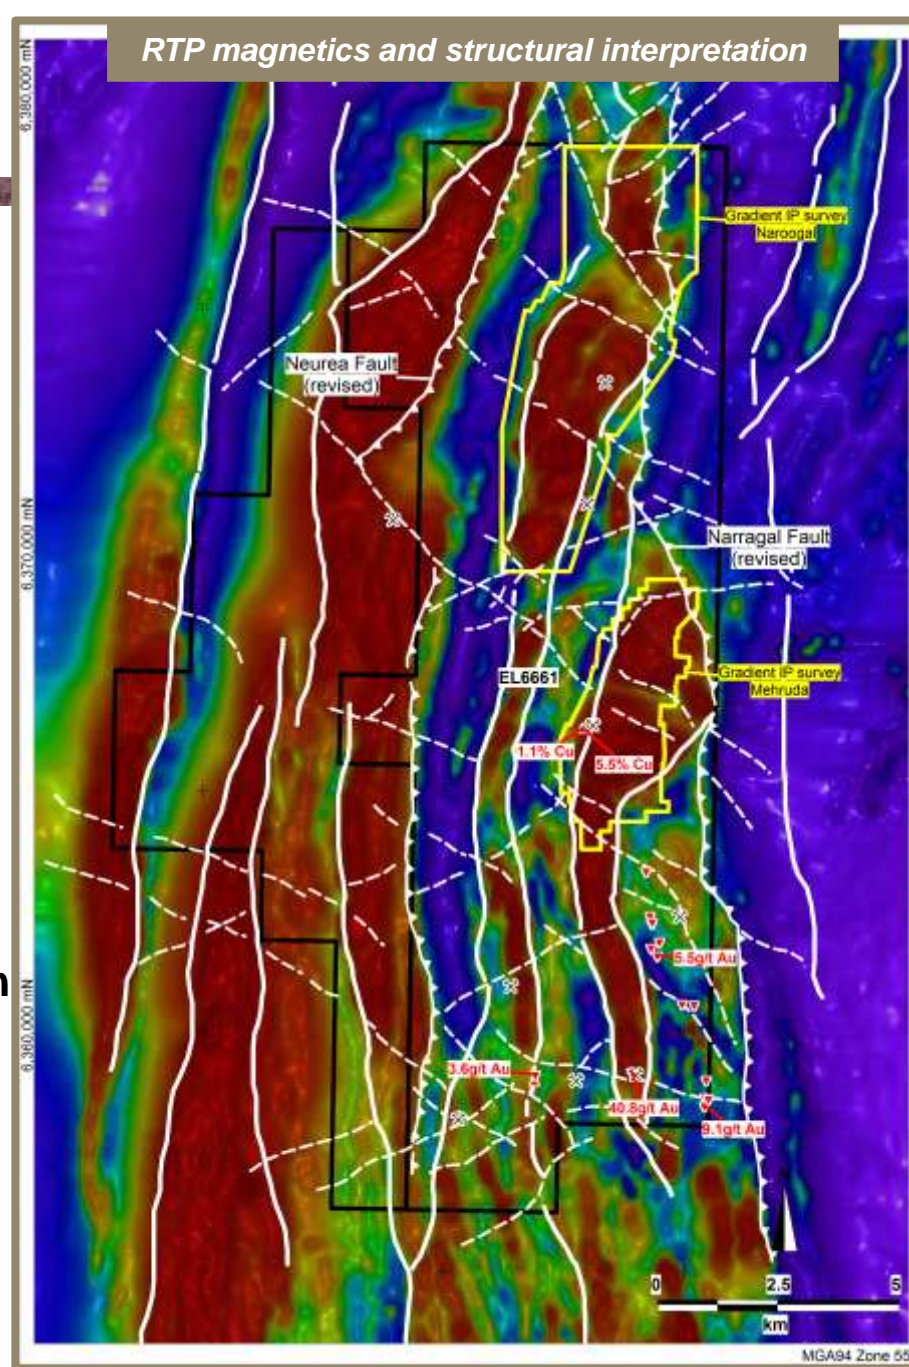 RTP magnetics and structural interpretation
6,380,000 mN
Gradient IP survey
Naroogal
Neurea Fault
(revised)
6,370,000 mN
Narragal Fault
(revised)
EL6661
Gradient IP survey
Mehruda
1.1% Cu
5.5% Cu
5.5g/t Au
n
6,360,000 mN
3.6g/t Au
40.8g/t Au
9.1g/t Au
0 2.5 5
km
MGA94 Zone 55